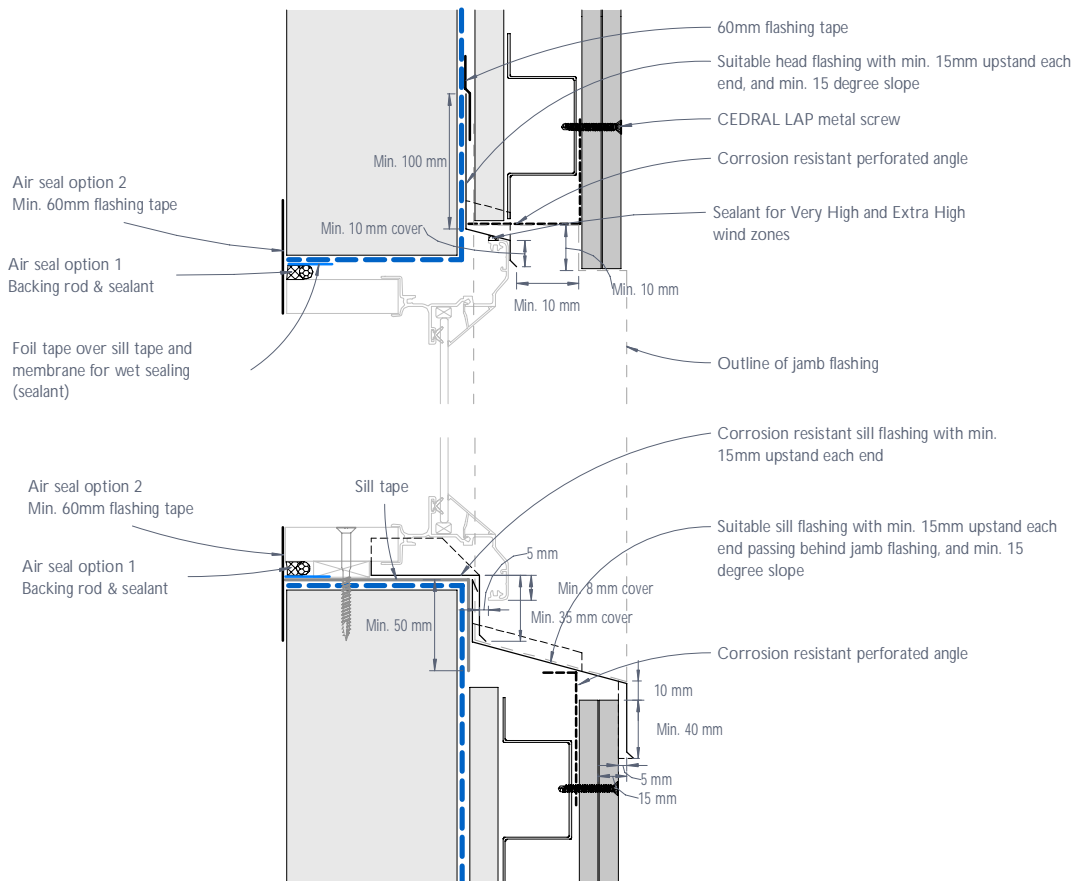 60mm flashing tape
Suitable head flashing with min. 15mm upstand each
end, and min. 15 degree slope
CEDRAL LAP metal screw
Min. 100 mm
Corrosion resistant perforated angle
Air seal option 2
Min. 60mm flashing tape
Min. 10 mm cover
Sealant for Very High and Extra High
wind zones
Air seal option 1
Backing rod & sealant
Min. 10 mm
Min. 10 mm
Foil tape over sill tape and
membrane for wet sealing
(sealant)
Outline of jamb flashing
Corrosion resistant sill flashing with min.
15mm upstand each end
Air seal option 2
Min. 60mm flashing tape
Sill tape
Suitable sill flashing with min. 15mm upstand each
end passing behind jamb flashing, and min. 15
degree slope
5 mm
Air seal option 1
Backing rod & sealant
Min. 8 mm cover
Min. 35 mm cover
Min. 50 mm
Corrosion resistant perforated angle
10 mm
Min. 40 mm
5 mm
15 mm